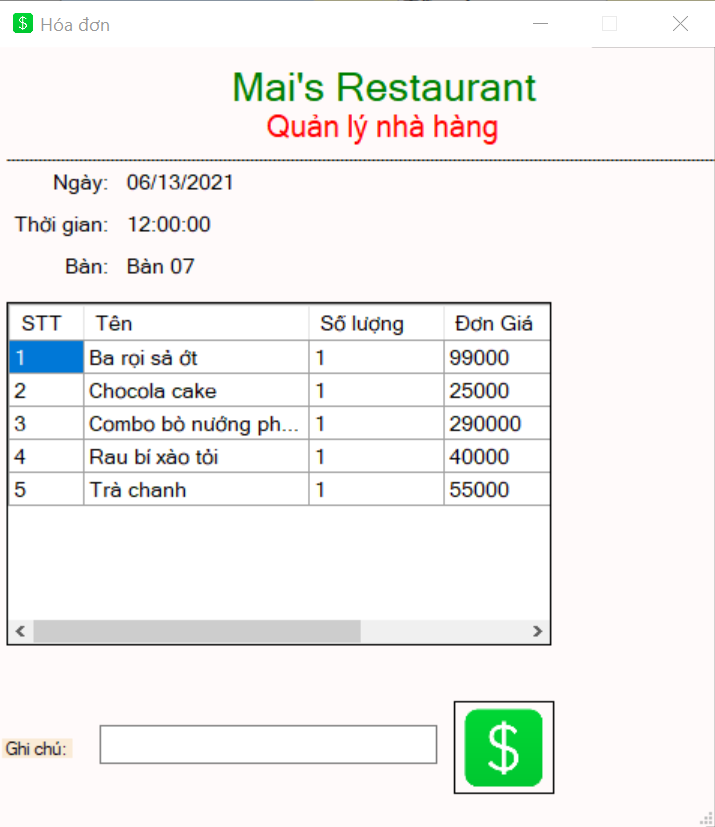 Hóa đơn
Mai's Restaurant
Quản lý nhà hàng
Ngày: 06/13/2021
Thời gian: 12:00:00
Bàn: Bàn 07
STT Tên Số lượng Đơn Giá
1 Ba rọi sả ớt 1 99000
2 Chocola cake 1 25000
3 Combo bò nướng ph... 1 290000
4 Rau bí xào tỏi 1 40000
5 Trà chanh 1 55000
Ghi chú:
$